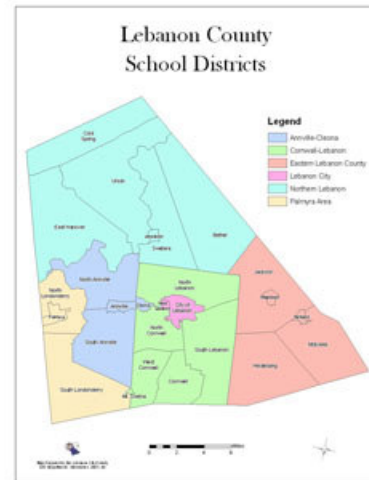 Lebanon County
School Districts
Legend
Annville-Cleona
Cornwall-Lebanon
Eastern Lebanon County
Lebanon City
Northern Lebanon
Palmyra Area
Cold
Spring
Union
East Hanover
Swatara
Bethel
North Annville
North
Londonderry
Palmyra
Annville
South Annville
South Londonderry
North
Lebanon
City of
Lebanon
North
Cornwall
West
Cornwall
Cornwall
South Lebanon
Mt. Gretna
Jackson
Heidelberg
Millcreek